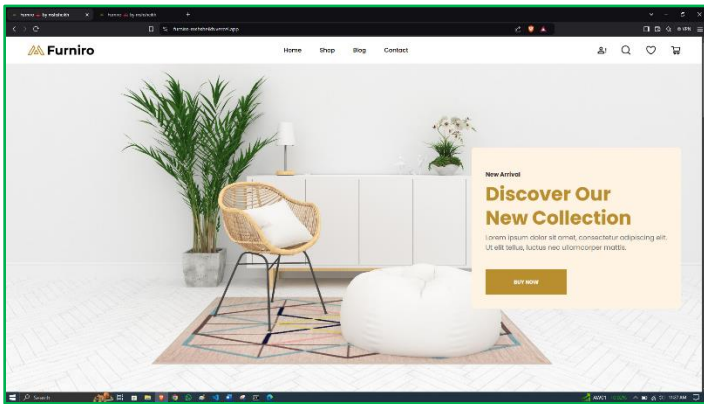 Furniro
Home Shop Blog Contact
New Arrival
Discover Our
New Collection
Lorem ipsum dolor sit amet, consectetur adipiscing elit.
Ut elit tellus, luctus nec ullamcorper mattis.
BUY NOW
Search